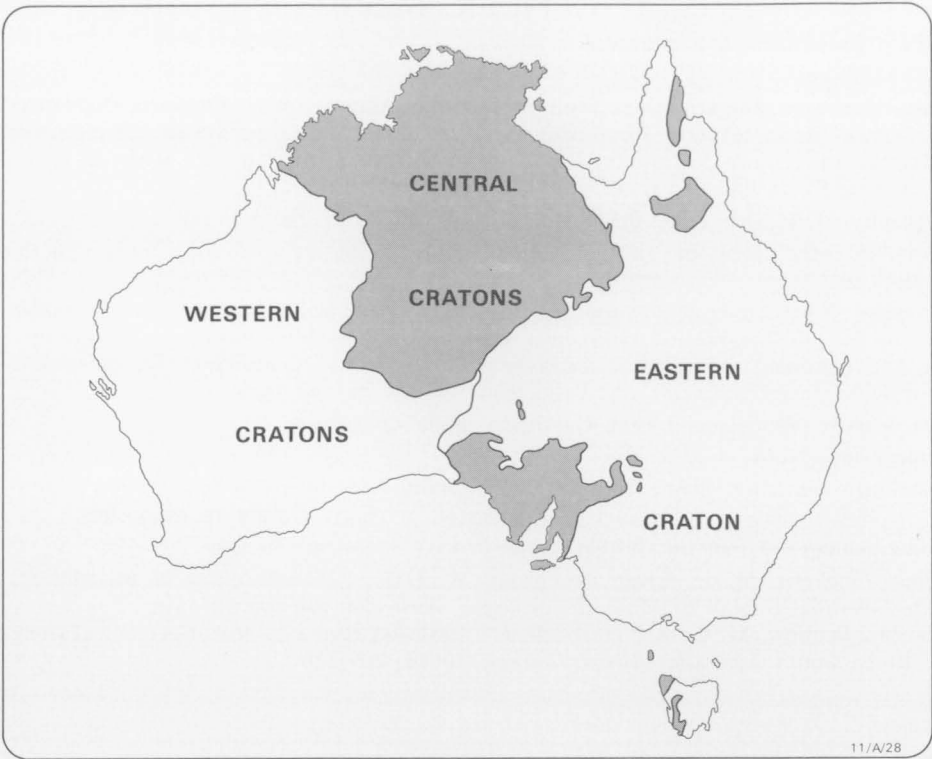 CENTRAL
CRATONS
WESTERN
CRATONS
EASTERN
CRATON
11/A/28